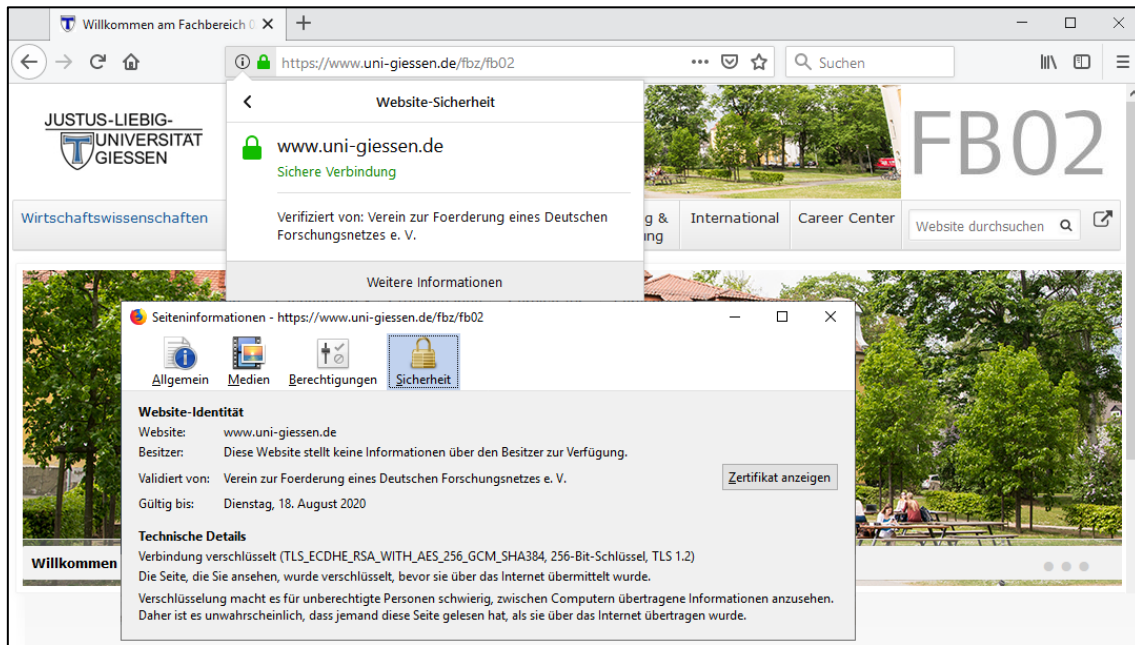 Willkommen am Fachbereich 0
https://www.uni-giessen.de/fbz/fb02
Suchen
JUSTUS-LIEBIG-
UNIVERSITÄT
GIESSEN
FB02
Website-Sicherheit
www.uni-giessen.de
Sichere Verbindung
Verifiziert von: Verein zur Foerderung eines Deutschen
Forschungsnetzes e. V.
Weitere Informationen
Wirtschaftswissenschaften
g &
ung
International
Career Center
Website durchsuchen
Seiteninformationen - https://www.uni-giessen.de/fbz/fb02
Allgemein
Medien
Berechtigungen
Sicherheit
Website-Identität
Website: www.uni-giessen.de
Besitzer: Diese Website stellt keine Informationen über den Besitzer zur Verfügung.
Validiert von: Verein zur Foerderung eines Deutschen Forschungsnetzes e. V.
Zertifikat anzeigen
Gültig bis: Dienstag, 18. August 2020
Technische Details
Verbindung verschlüsselt (TLS_ECDHE_RSA_WITH_AES_256_GCM_SHA384, 256-Bit-Schlüssel, TLS 1.2)
Die Seite, die Sie ansehen, wurde verschlüsselt, bevor sie über das Internet übermittelt wurde.
Verschlüsselung macht es für unberechtigte Personen schwierig, zwischen Computern übertragene Informationen anzusehen.
Daher ist es unwahrscheinlich, dass jemand diese Seite gelesen hat, als sie über das Internet übertragen wurde.
Willkommen